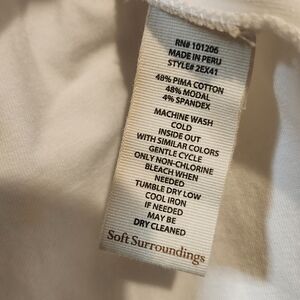 RN# 101206
MADE IN PERU
STYLE# 2EX41
48% PIMA COTTON
48% MODAL
4% SPANDEX
MACHINE WASH
COLD
INSIDE OUT
WITH SIMILAR COLORS
GENTLE CYCLE
ONLY NON-CHLORINE
BLEACH WHEN
NEEDED
TUMBLE DRY LOW
COOL IRON
IF NEEDED
MAY BE
DRY CLEANED
Soft Surroundings